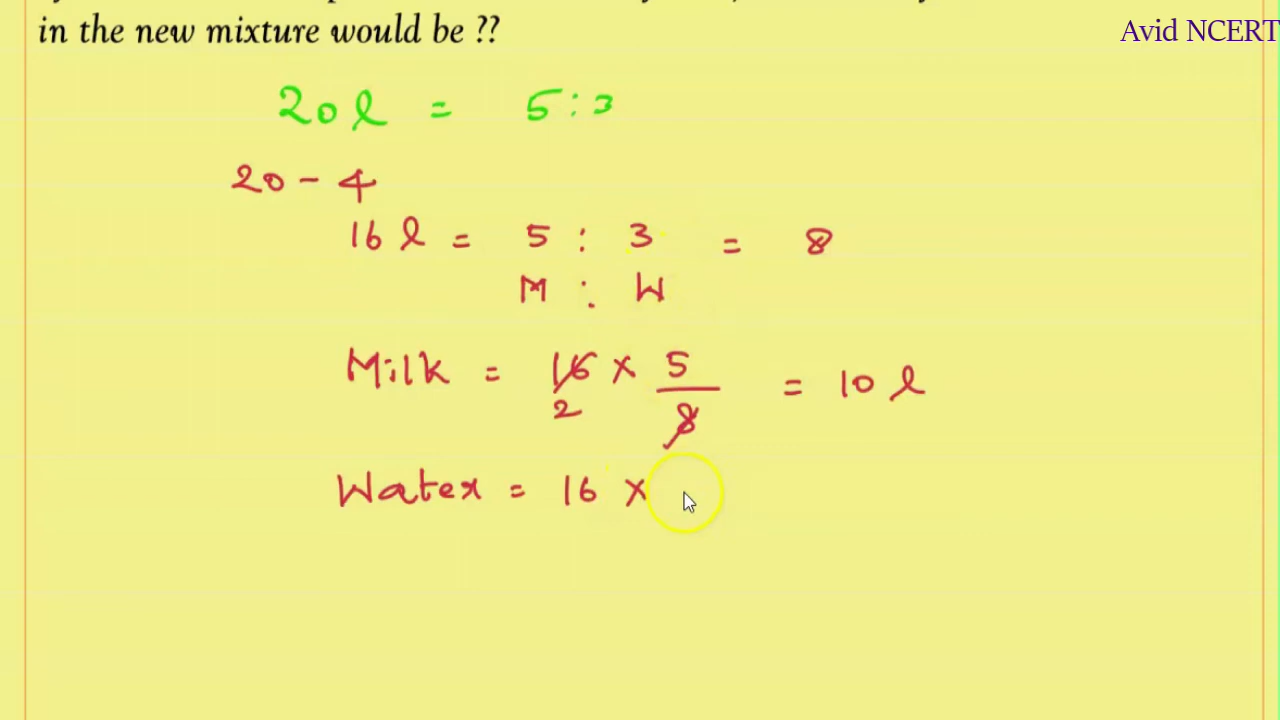 in the new mixture would be ??
Avid NCERT
20 l = 5 : 3
20 - 4
16 l = 5 : 3 = 8
M : W
Milk = 16 × 5 / 8 = 10 l
2
Water = 16 ×